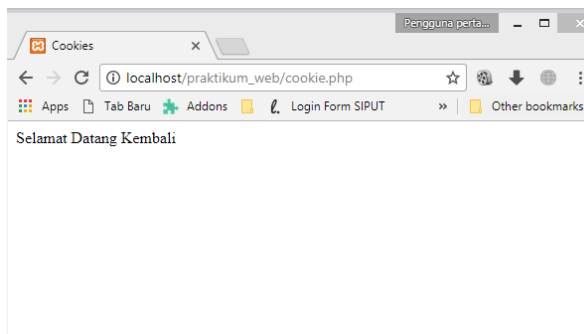 Pengguna perta...
Cookies
localhost/praktikum_web/cookie.php
Apps Tab Baru Addons Login Form SIPUT » Other bookmarks
Selamat Datang Kembali